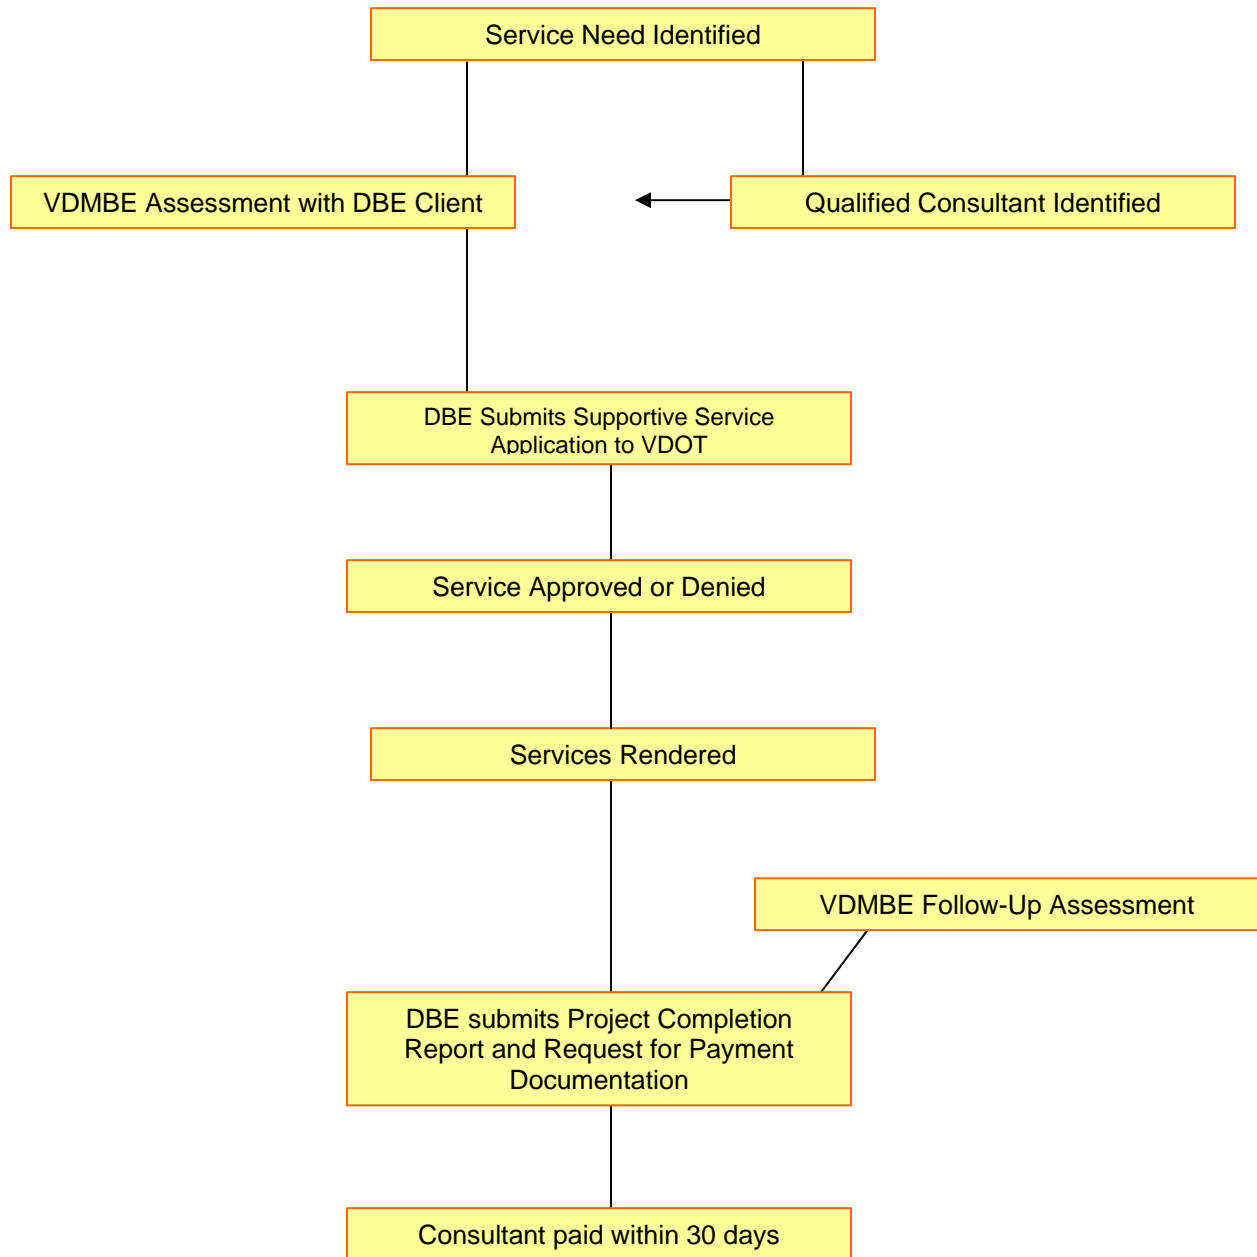 Service Need Identified
VDMBE Assessment with DBE Client
Qualified Consultant Identified
DBE Submits Supportive Service
Application to VDOT
Service Approved or Denied
Services Rendered
VDMBE Follow-Up Assessment
DBE submits Project Completion
Report and Request for Payment
Documentation
Consultant paid within 30 days